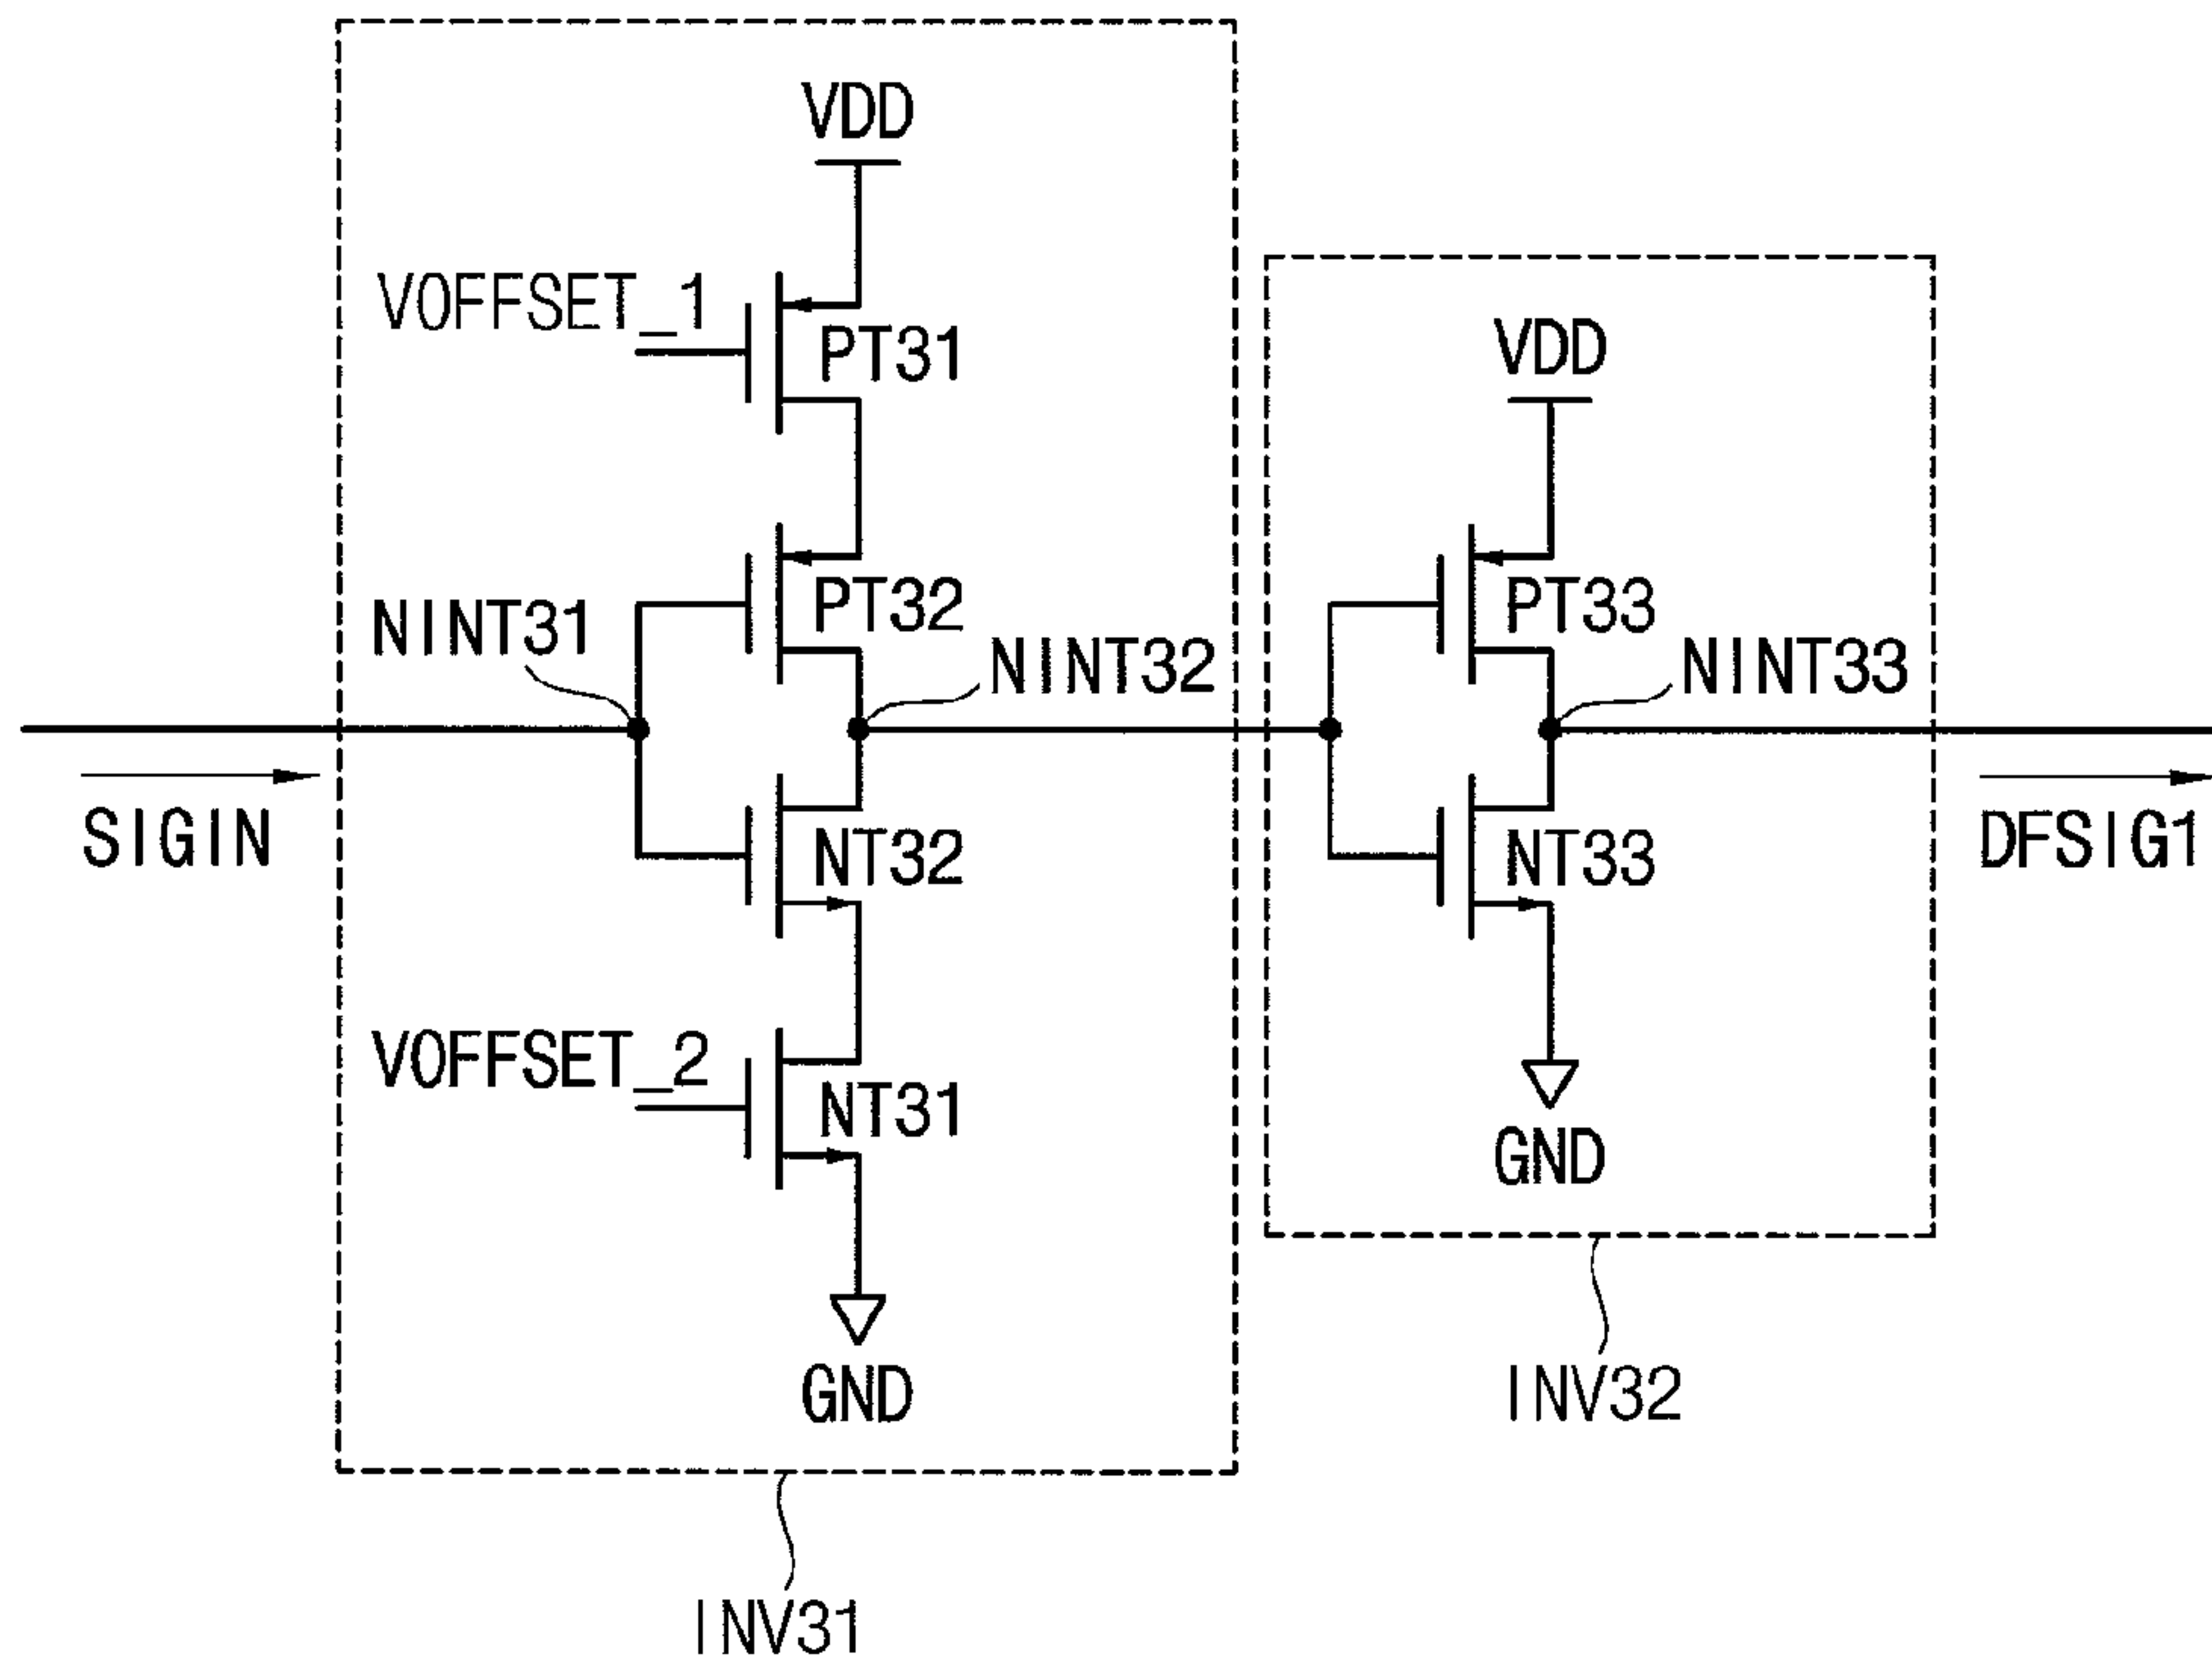 VDD
VOFFSET_1
PT31
VDD
PT32
PT33
NINT31
NINT32
NINT33
SIGIN
NT32
NT33
DFSIG1
VOFFSET_2
NT31
GND
GND
INV32
INV31